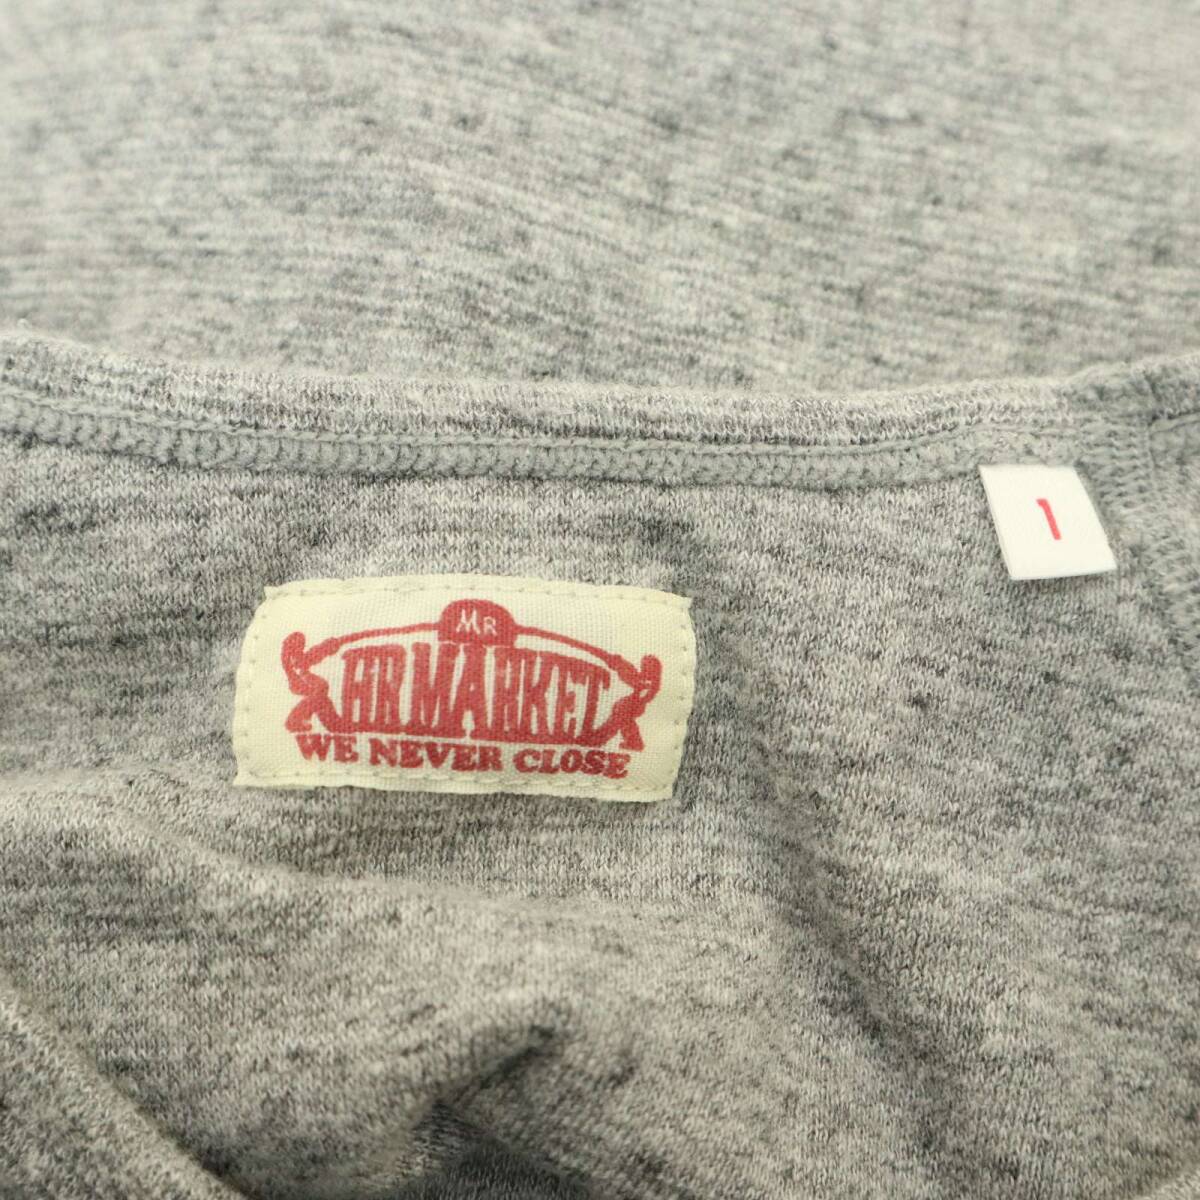 MR
HR MARKET
WE NEVER CLOSE
1